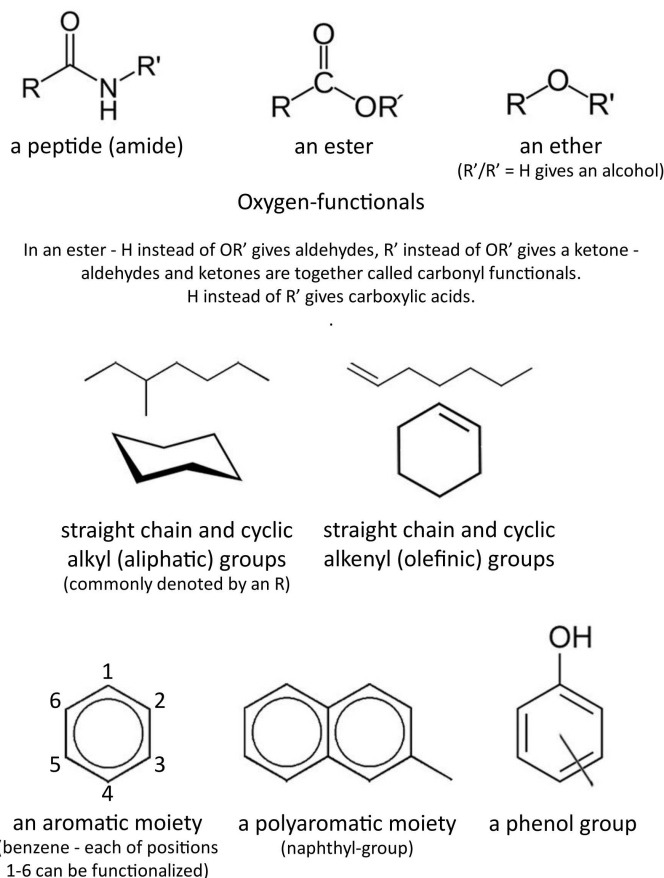 O
R
N
H
R'
a peptide (amide)
O
C
R
OR′
an ester
O
R
R'
an ether
(R’/R’ = H gives an alcohol)
Oxygen-functionals
In an ester - H instead of OR’ gives aldehydes, R’ instead of OR’ gives a ketone -
aldehydes and ketones are together called carbonyl functionals.
H instead of R’ gives carboxylic acids.
.
straight chain and cyclic
alkyl (aliphatic) groups
(commonly denoted by an R)
straight chain and cyclic
alkenyl (olefinic) groups
1
2
3
4
5
6
an aromatic moiety
(benzene - each of positions
1-6 can be functionalized)
a polyaromatic moiety
(naphthyl-group)
OH
a phenol group